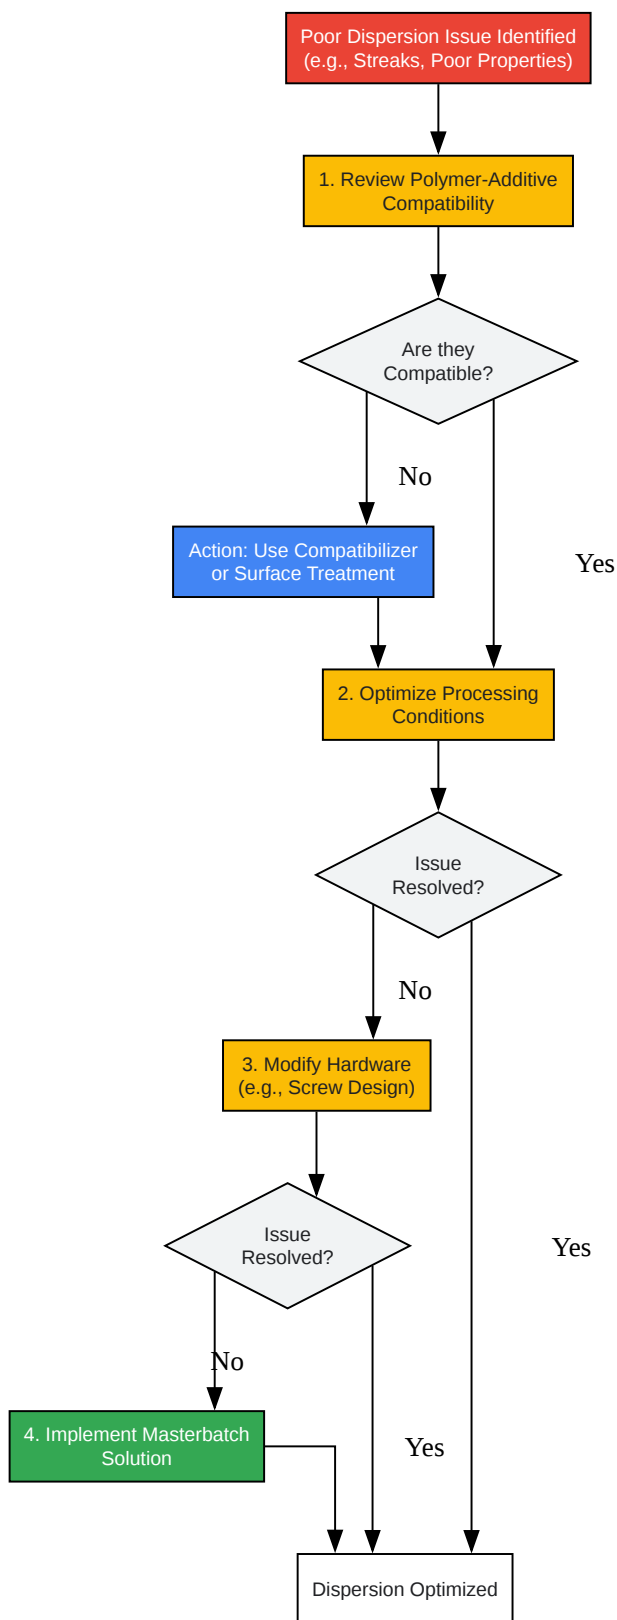 Poor Dispersion Issue Identified
(e.g., Streaks, Poor Properties)
1. Review Polymer-Additive
Compatibility
Are they
Compatible?
No
Yes
Action: Use Compatibilizer
or Surface Treatment
2. Optimize Processing
Conditions
Issue
Resolved?
No
Yes
3. Modify Hardware
(e.g., Screw Design)
Issue
Resolved?
No
Yes
4. Implement Masterbatch
Solution
Dispersion Optimized